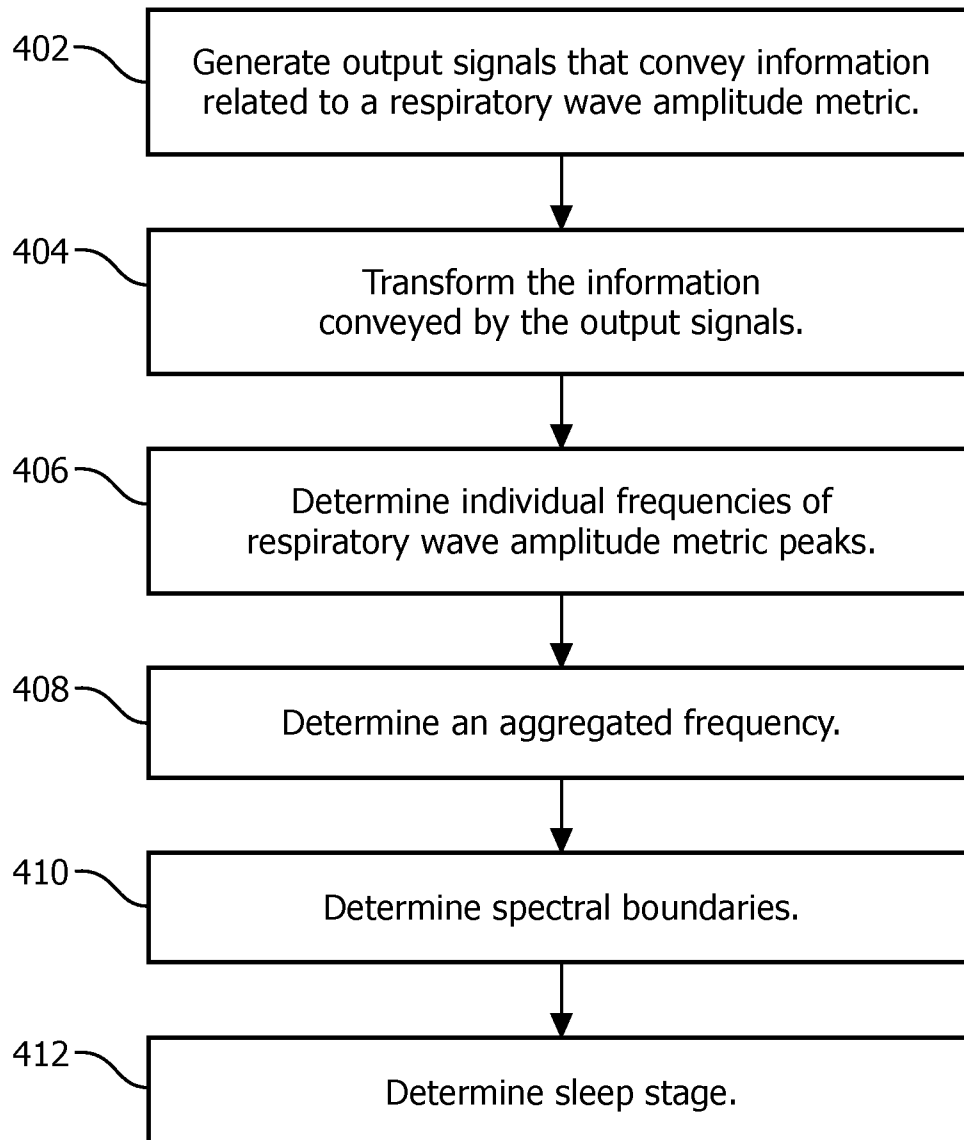 402
Generate output signals that convey information
related to a respiratory wave amplitude metric.
404
Transform the information
conveyed by the output signals.
406
Determine individual frequencies of
respiratory wave amplitude metric peaks.
408
Determine an aggregated frequency.
410
Determine spectral boundaries.
412
Determine sleep stage.